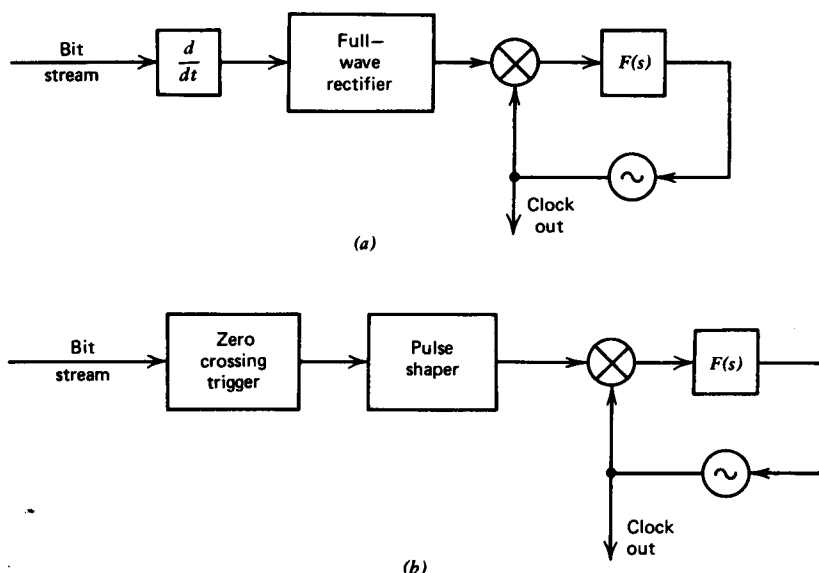 Bit
stream
d
dt
Full–
wave
rectifier
F(s)
Clock
out
(a)
Bit
stream
Zero
crossing
trigger
Pulse
shaper
F(s)
Clock
out
(b)